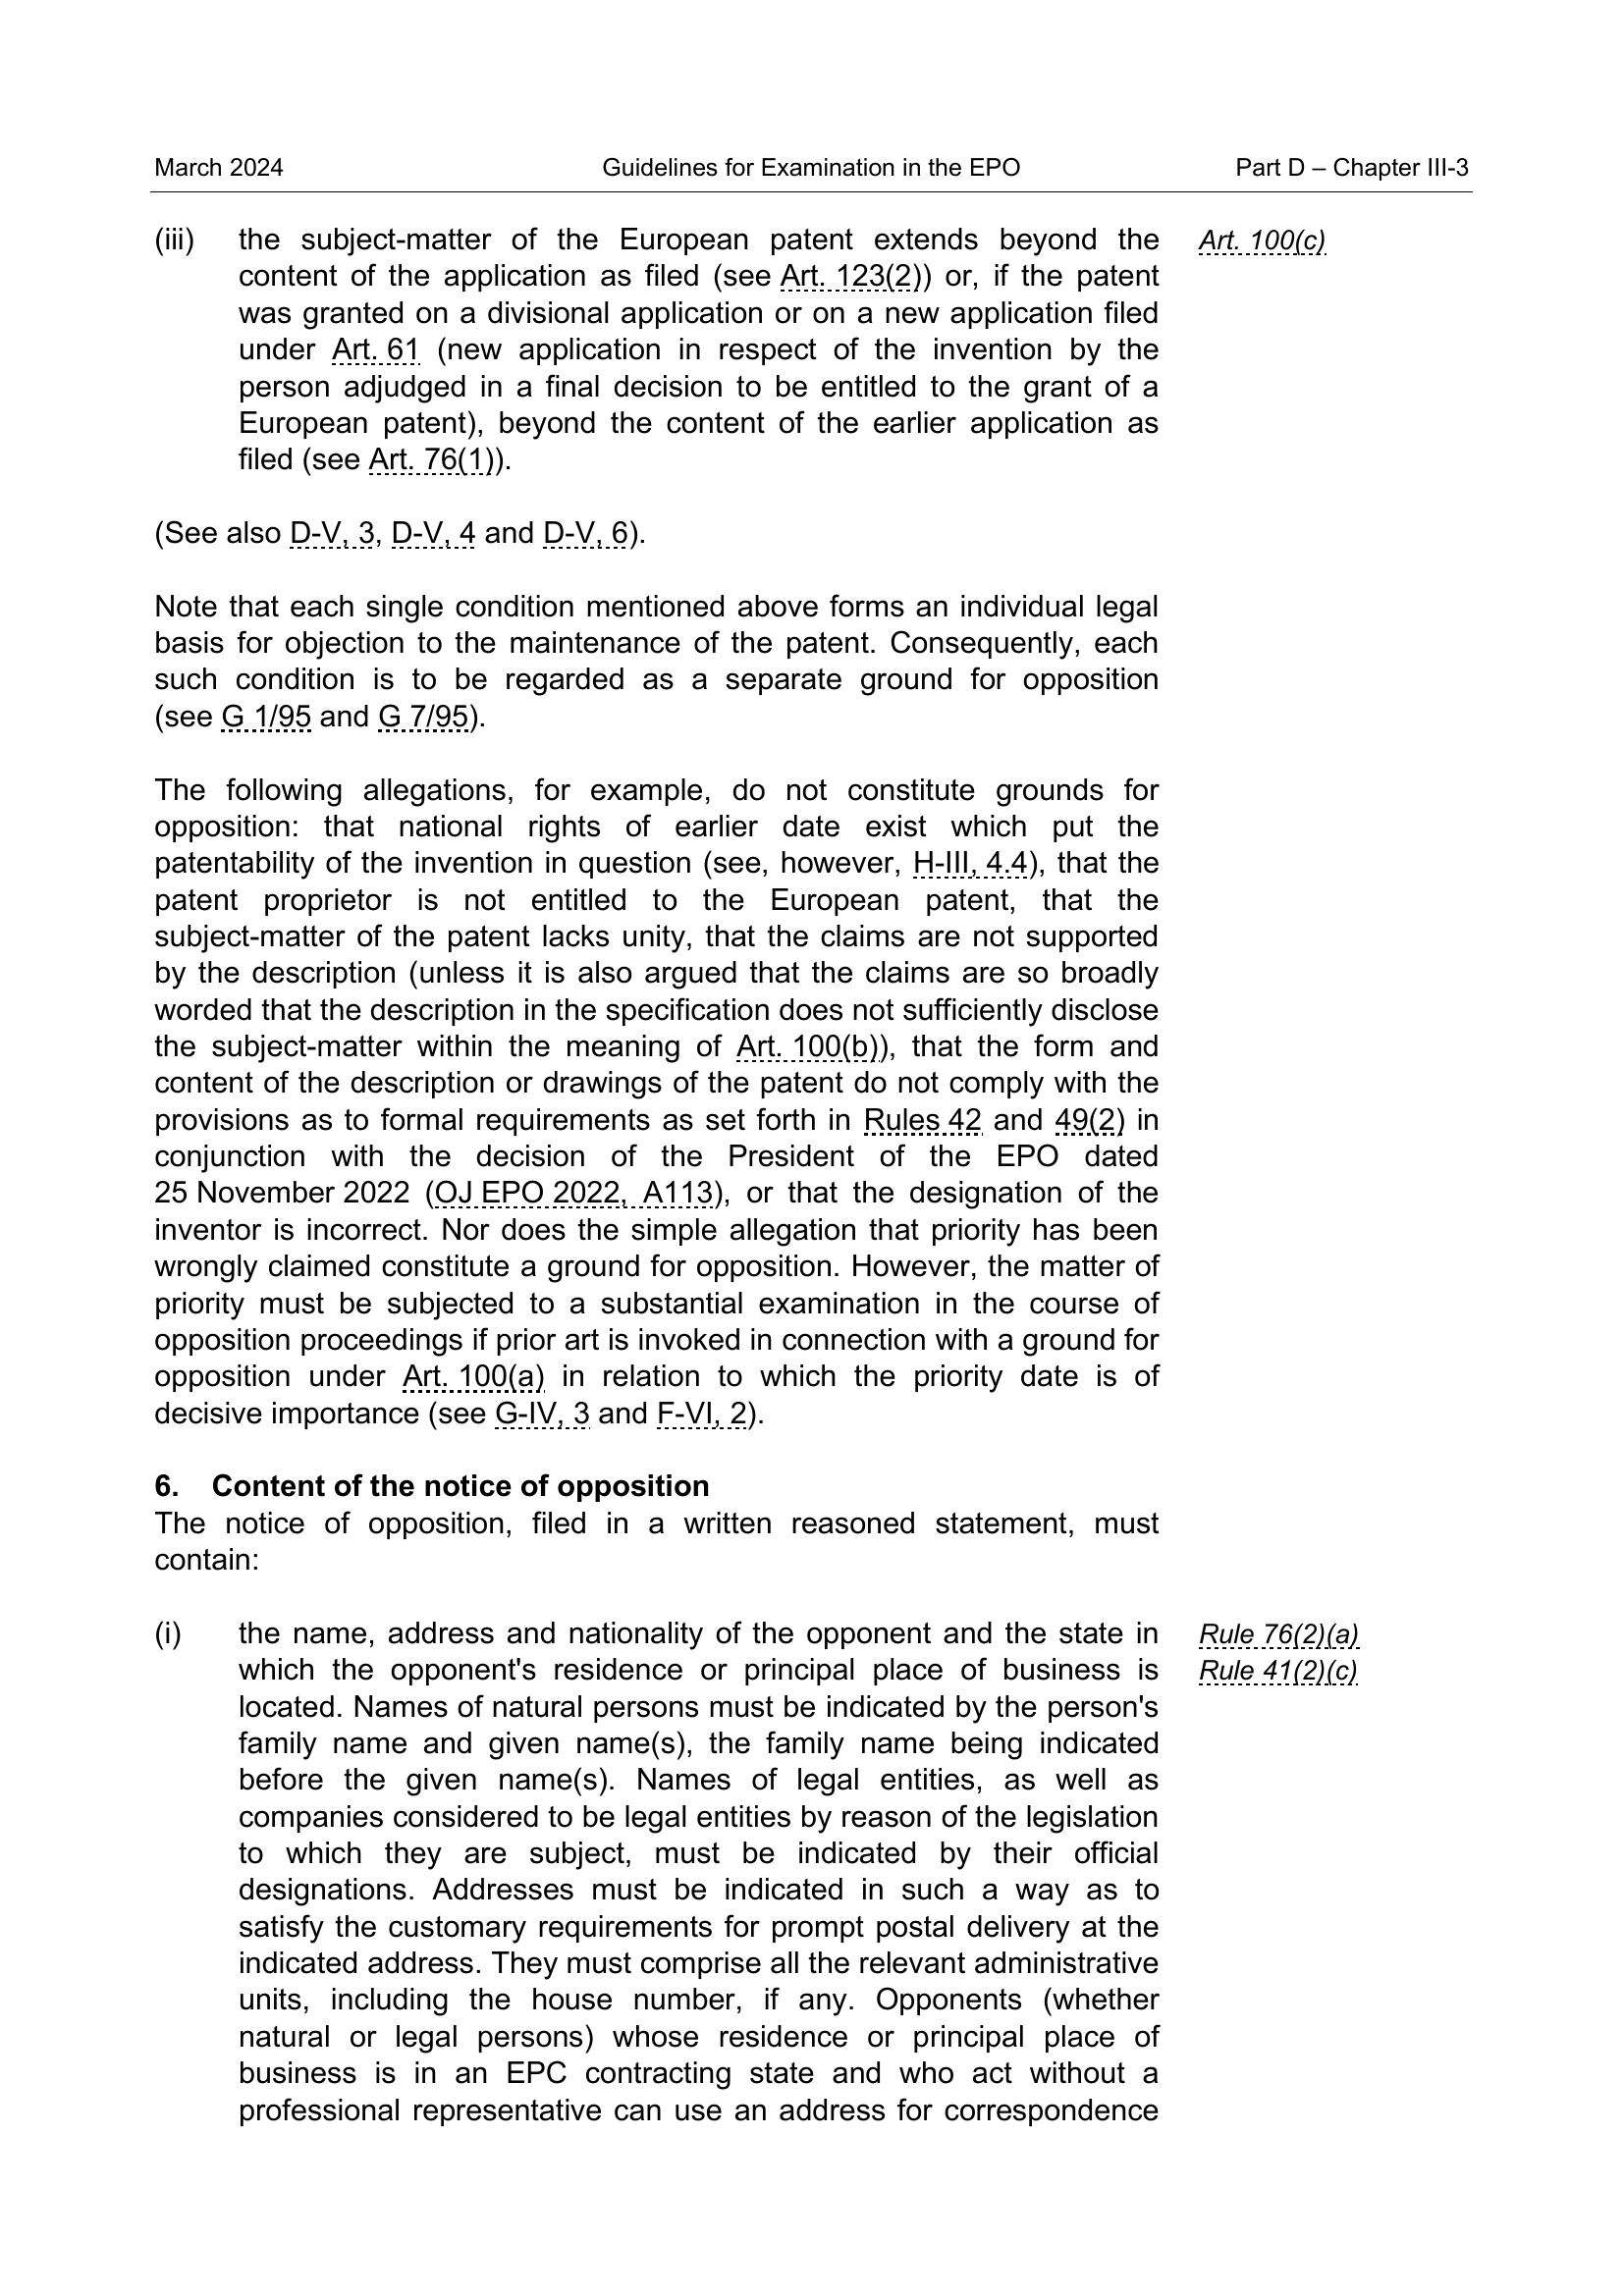 March 2024 Guidelines for Examination in the EPO Part D – Chapter III-3
(iii) the subject-matter of the European patent extends beyond the Art. 100(c)
content of the application as filed (see Art. 123(2)) or, if the patent
was granted on a divisional application or on a new application filed
under Art. 61 (new application in respect of the invention by the
person adjudged in a final decision to be entitled to the grant of a
European patent), beyond the content of the earlier application as
filed (see Art. 76(1)).
(See also D-V, 3, D-V, 4 and D-V, 6).
Note that each single condition mentioned above forms an individual legal
basis for objection to the maintenance of the patent. Consequently, each
such condition is to be regarded as a separate ground for opposition
(see G 1/95 and G 7/95).
The following allegations, for example, do not constitute grounds for
opposition: that national rights of earlier date exist which put the
patentability of the invention in question (see, however, H-III, 4.4), that the
patent proprietor is not entitled to the European patent, that the
subject-matter of the patent lacks unity, that the claims are not supported
by the description (unless it is also argued that the claims are so broadly
worded that the description in the specification does not sufficiently disclose
the subject-matter within the meaning of Art. 100(b)), that the form and
content of the description or drawings of the patent do not comply with the
provisions as to formal requirements as set forth in Rules 42 and 49(2) in
conjunction with the decision of the President of the EPO dated
25 November 2022 (OJ EPO 2022, A113), or that the designation of the
inventor is incorrect. Nor does the simple allegation that priority has been
wrongly claimed constitute a ground for opposition. However, the matter of
priority must be subjected to a substantial examination in the course of
opposition proceedings if prior art is invoked in connection with a ground for
opposition under Art. 100(a) in relation to which the priority date is of
decisive importance (see G-IV, 3 and F-VI, 2).
6. Content of the notice of opposition
The notice of opposition, filed in a written reasoned statement, must
contain:
(i) the name, address and nationality of the opponent and the state in Rule 76(2)(a)
which the opponent's residence or principal place of business is Rule 41(2)(c)
located. Names of natural persons must be indicated by the person's
family name and given name(s), the family name being indicated
before the given name(s). Names of legal entities, as well as
companies considered to be legal entities by reason of the legislation
to which they are subject, must be indicated by their official
designations. Addresses must be indicated in such a way as to
satisfy the customary requirements for prompt postal delivery at the
indicated address. They must comprise all the relevant administrative
units, including the house number, if any. Opponents (whether
natural or legal persons) whose residence or principal place of
business is in an EPC contracting state and who act without a
professional representative can use an address for correspondence